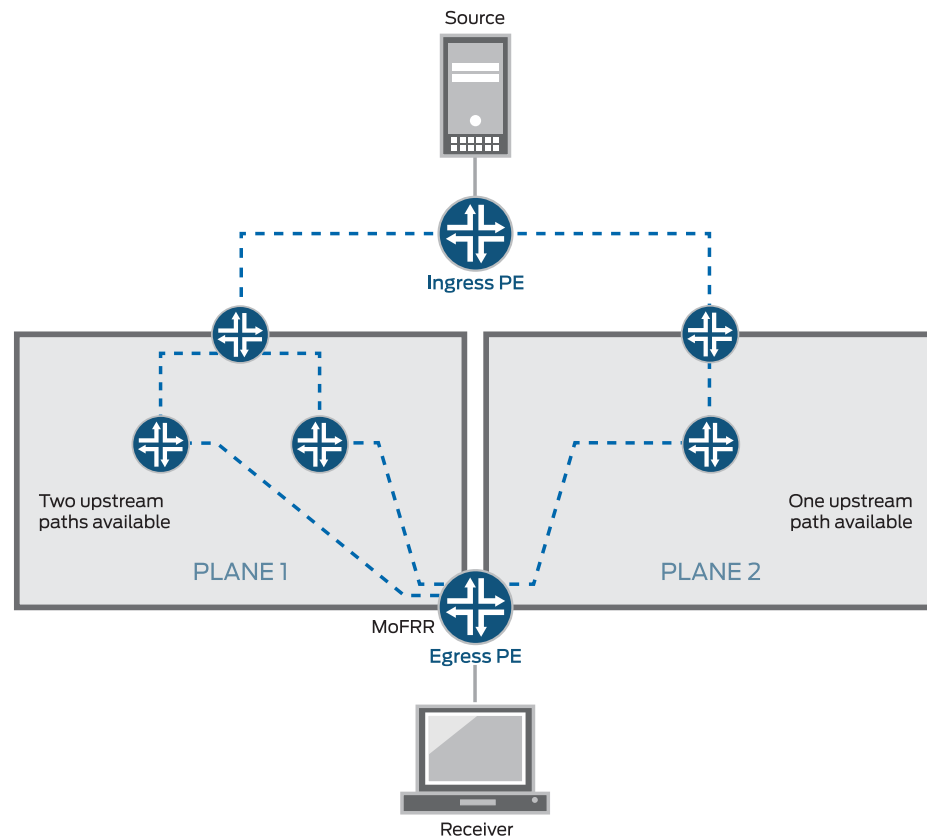 Source
Ingress PE
Two upstream
paths available
One upstream
path available
PLANE 1
PLANE 2
MoFRR
Egress PE
Receiver